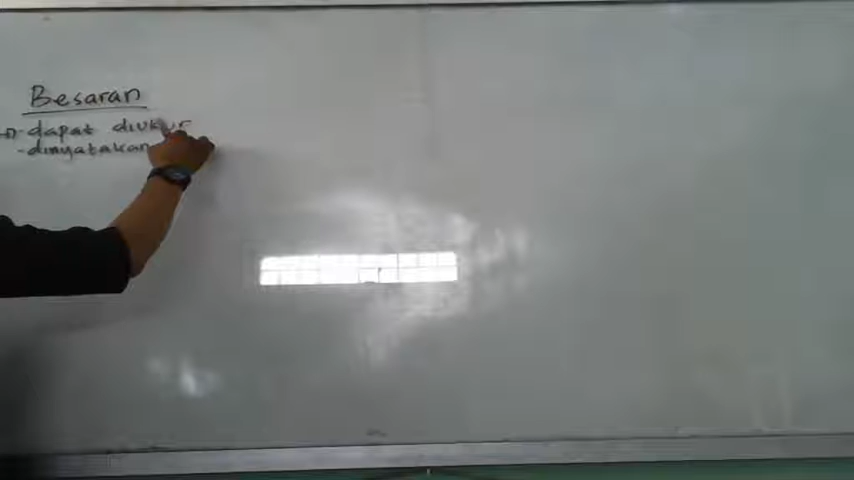 Besaran
- dapat diukur
- dinyatakan